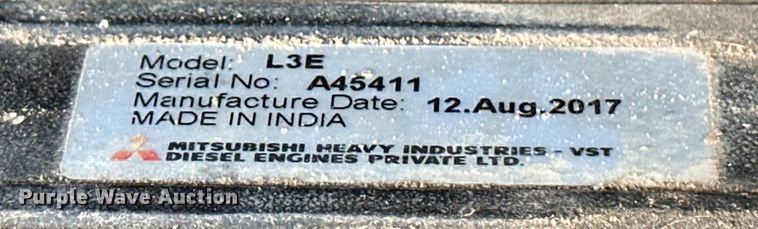 Model: L3E
Serial No: A45411
Manufacture Date: 12.Aug.2017
MADE IN INDIA
MITSUBISHI HEAVY INDUSTRIES - VST
DIESEL ENGINES PRIVATE LTD.
Purple Wave Auction